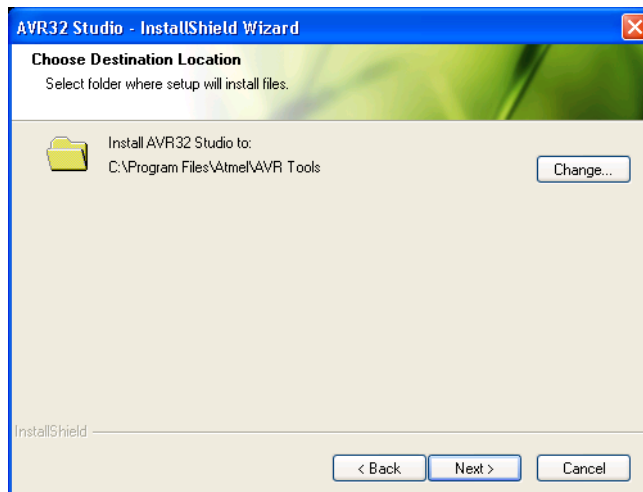 AVR32 Studio - InstallShield Wizard
Choose Destination Location
Select folder where setup will install files.
Install AVR32 Studio to:
C:\Program Files\Atmel\AVR Tools
Change...
InstallShield
< Back
Next >
Cancel